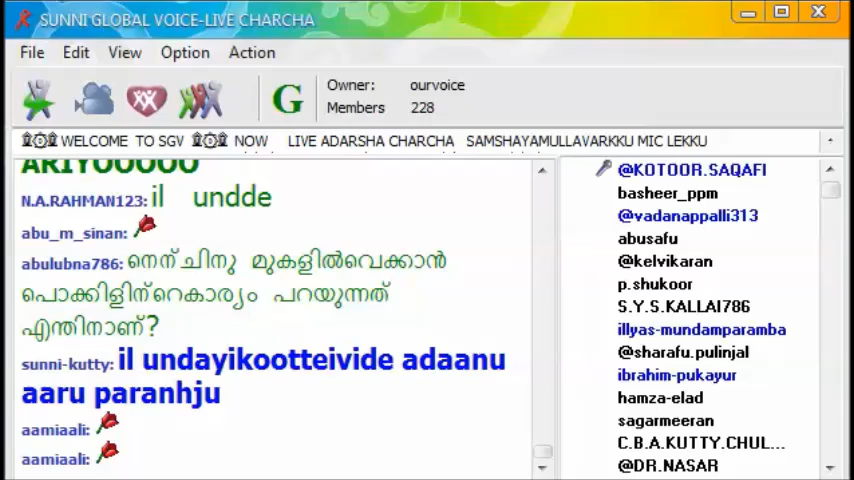 SUNNI GLOBAL VOICE-LIVE CHARCHA
File Edit View Option Action
G
Owner: ourvoice
Members 228
WELCOME TO SGV NOW LIVE ADARSHA CHARCHA SAMSHAYAMULLAVARKKU MIC LEKKU
ARIYOOOOO
N.A.RAHMAN123: il undde
abu_m_sinan:
abulubna786: നെന്ചിനു മുകളിൽവെക്കാൻ
പൊക്കിളിന്റെകാര്യം പറയുന്നത്
എന്തിനാണ്?
sunni-kutty: il undayikootteivide adaanu
aaru paranhju
aamiaali:
aamiaali:
@KOTOOR.SAQAFI
basheer_ppm
@vadanappalli313
abusafu
@kelvikaran
p.shukoor
S.Y.S.KALLAI786
illyas-mundamparamba
@sharafu.pulinjal
ibrahim-pukayur
hamza-elad
sagarmeeran
C.B.A.KUTTY.CHUL...
@DR.NASAR